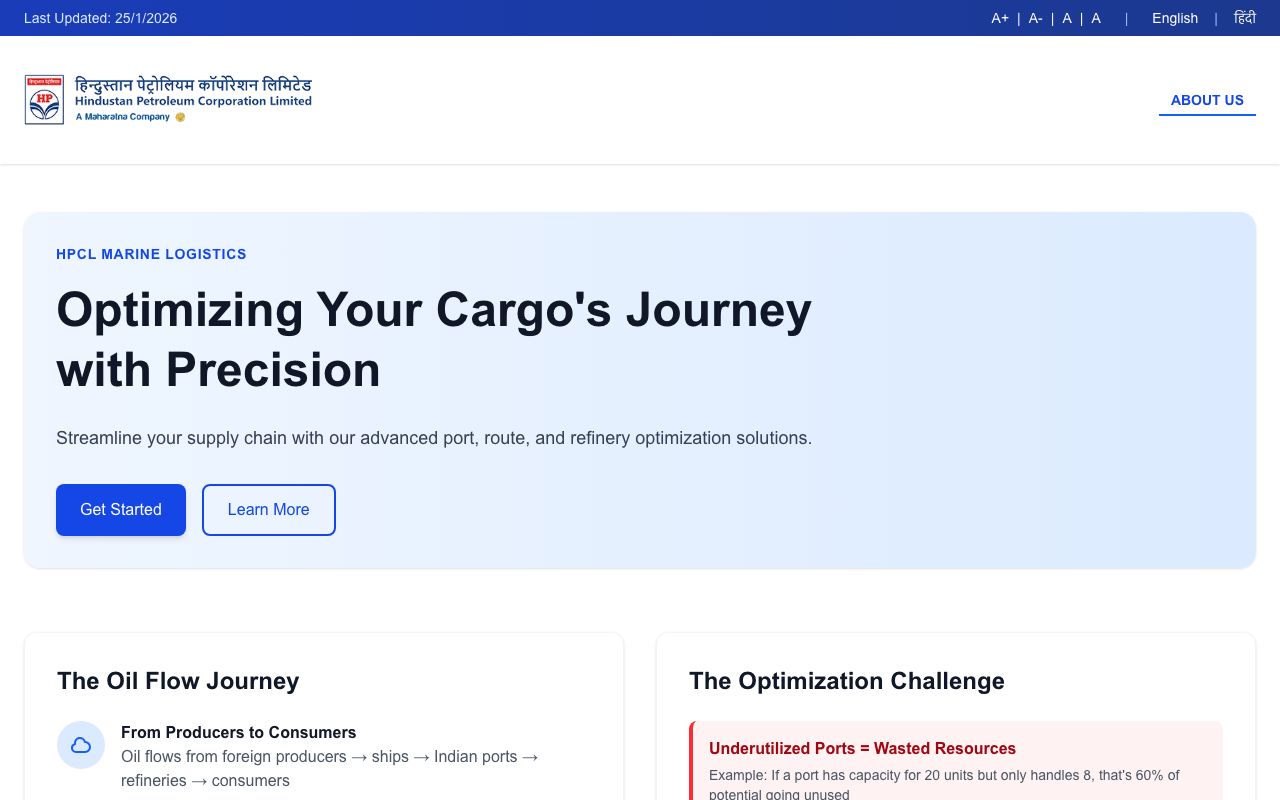 Last Updated: 25/1/2026
A+ | A- | A | A | English | हिंदी
हिन्दुस्तान पेट्रोलियम
HP
हिन्दुस्तान पेट्रोलियम कॉर्पोरेशन लिमिटेड
Hindustan Petroleum Corporation Limited
A Maharatna Company
ABOUT US
HPCL MARINE LOGISTICS
Optimizing Your Cargo's Journey
with Precision
Streamline your supply chain with our advanced port, route, and refinery optimization solutions.
Get Started
Learn More
The Oil Flow Journey
From Producers to Consumers
Oil flows from foreign producers → ships → Indian ports →
refineries → consumers
The Optimization Challenge
Underutilized Ports = Wasted Resources
Example: If a port has capacity for 20 units but only handles 8, that's 60% of
potential going unused